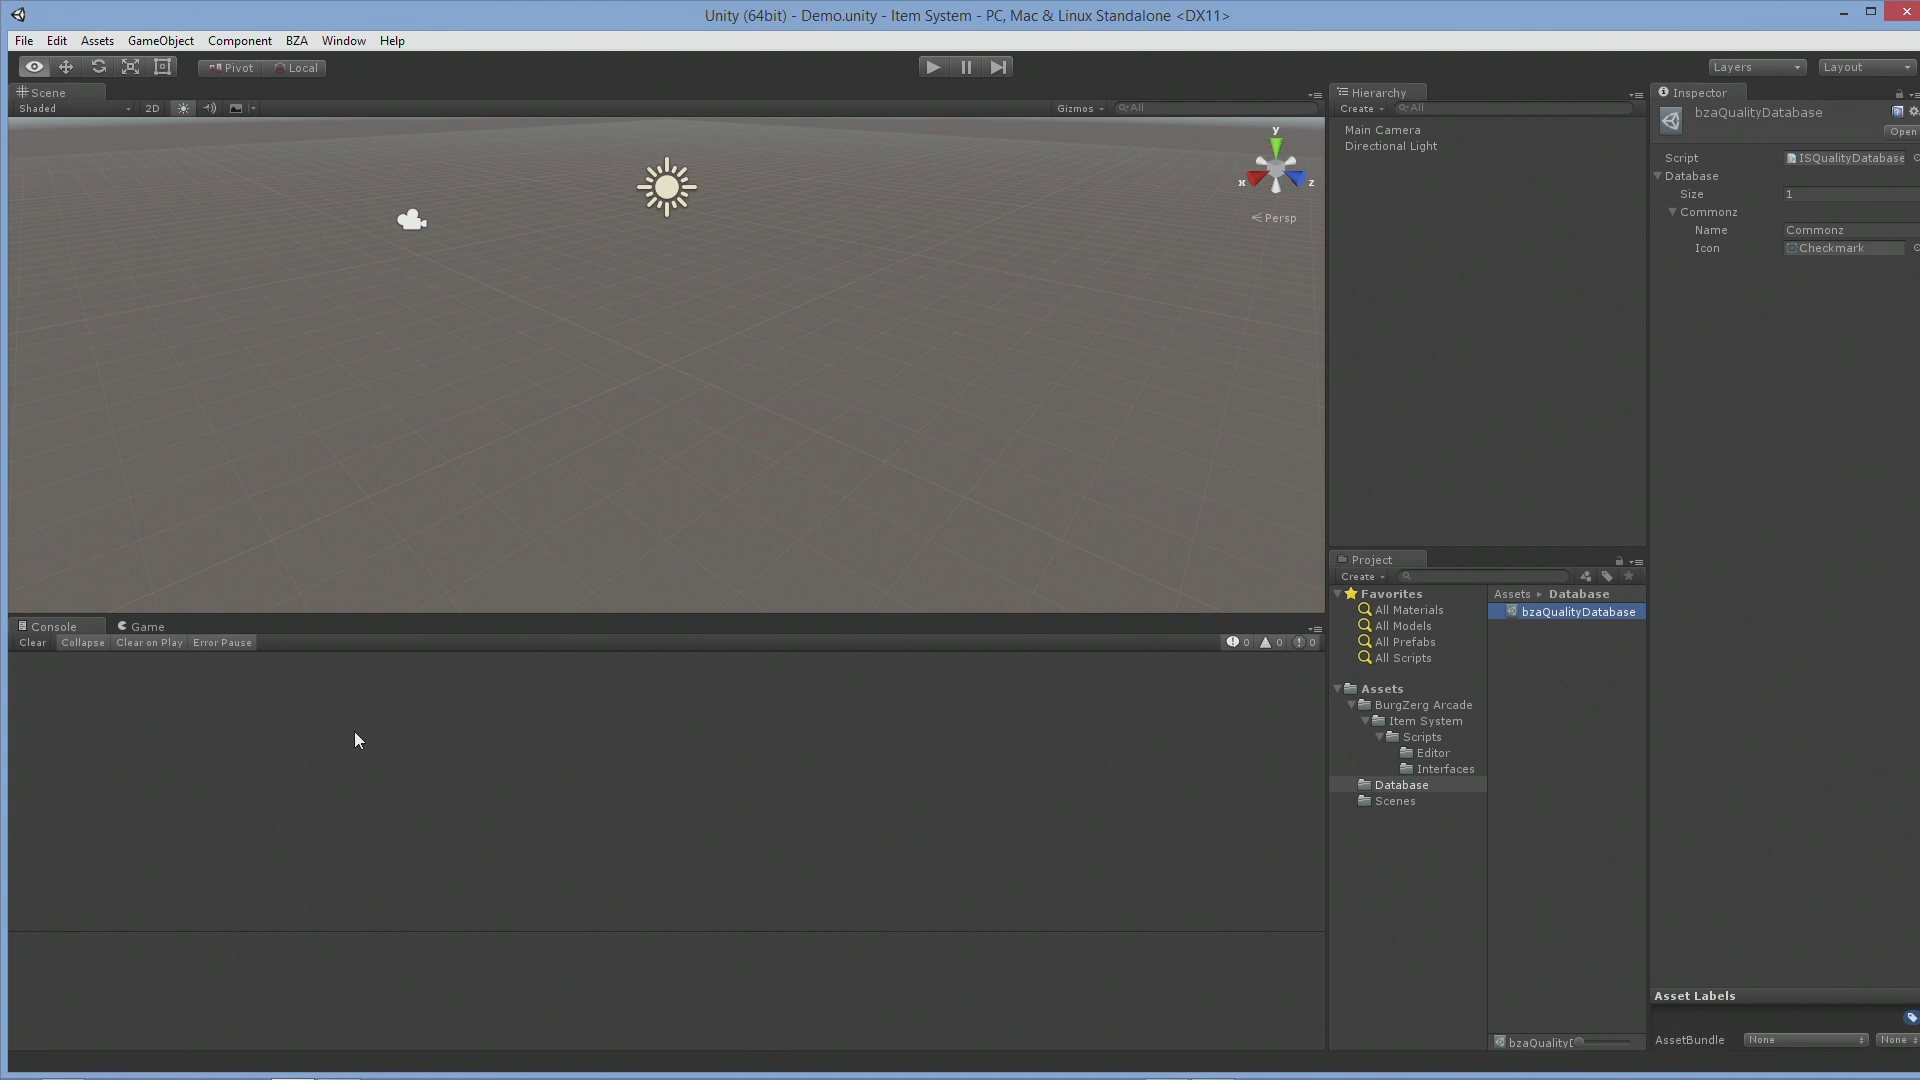 Unity (64bit) - Demo.unity - Item System - PC, Mac & Linux Standalone <DX11>
File Edit Assets GameObject Component BZA Window Help
Pivot Local Layers Layout
Scene
Shaded 2D Gizmos All
y
x z
Persp
Hierarchy
Create All
Main Camera
Directional Light
Inspector
bzaQualityDatabase
Open
Script ISQualityDatabase
Database
Size 1
Commonz
Name Commonz
Icon Checkmark
Console Game
Clear Collapse Clear on Play Error Pause 0 0 0
Project
Create
Favorites
All Materials
All Models
All Prefabs
All Scripts
Assets
BurgZerg Arcade
Item System
Scripts
Editor
Interfaces
Database
Scenes
Assets Database
bzaQualityDatabase
bzaQuality
Asset Labels
AssetBundle None None